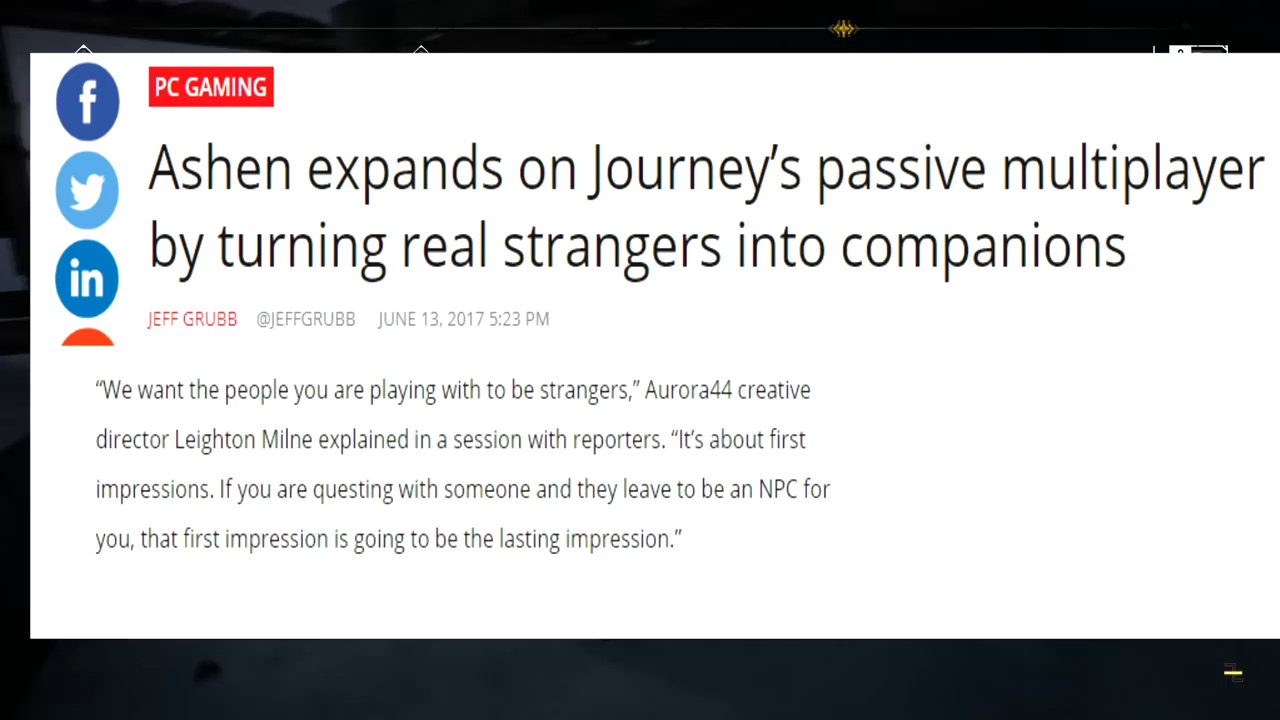 PC GAMING
Ashen expands on Journey’s passive multiplayer
by turning real strangers into companions
JEFF GRUBB @JEFFGRUBB JUNE 13, 2017 5:23 PM
“We want the people you are playing with to be strangers,” Aurora44 creative
director Leighton Milne explained in a session with reporters. “It’s about first
impressions. If you are questing with someone and they leave to be an NPC for
you, that first impression is going to be the lasting impression.”